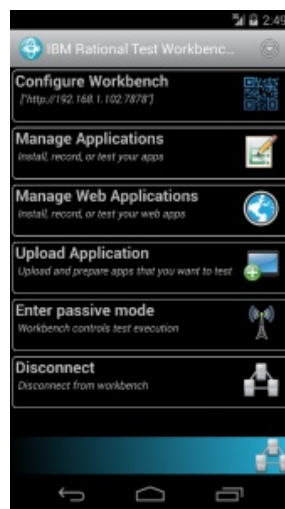 2:49
IBM Rational Test Workbenc...
Configure Workbench
["http://192.168.1.102:7878"]
Manage Applications
Install, record, or test your apps
Manage Web Applications
Install, record, or test your web apps
Upload Application
Upload and prepare apps that you want to test
Enter passive mode
Workbench controls test execution
Disconnect
Disconnect from workbench